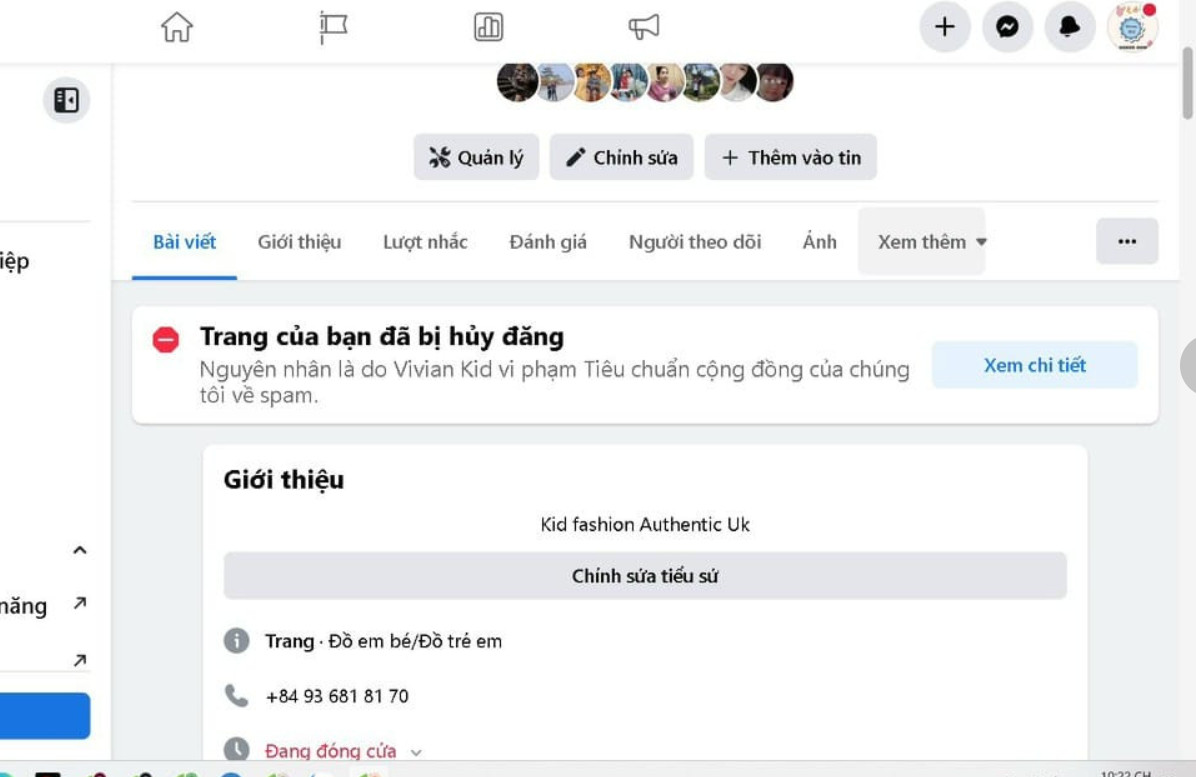 Quản lý
Chỉnh sửa
+ Thêm vào tin
Bài viết
Giới thiệu
Lượt nhắc
Đánh giá
Người theo dõi
Ảnh
Xem thêm
iệp
Trang của bạn đã bị hủy đăng
Nguyên nhân là do Vivian Kid vi phạm Tiêu chuẩn cộng đồng của chúng
tôi về spam.
Xem chi tiết
Giới thiệu
Kid fashion Authentic Uk
Chỉnh sửa tiểu sử
năng
Trang · Đồ em bé/Đồ trẻ em
+84 93 681 81 70
Đang đóng cửa